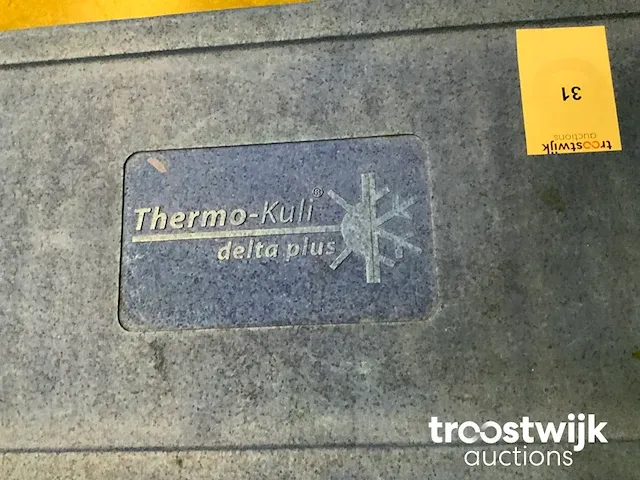 31
troostwijk
auctions
Thermo-Kuli®
delta plus
troostwijk
auctions